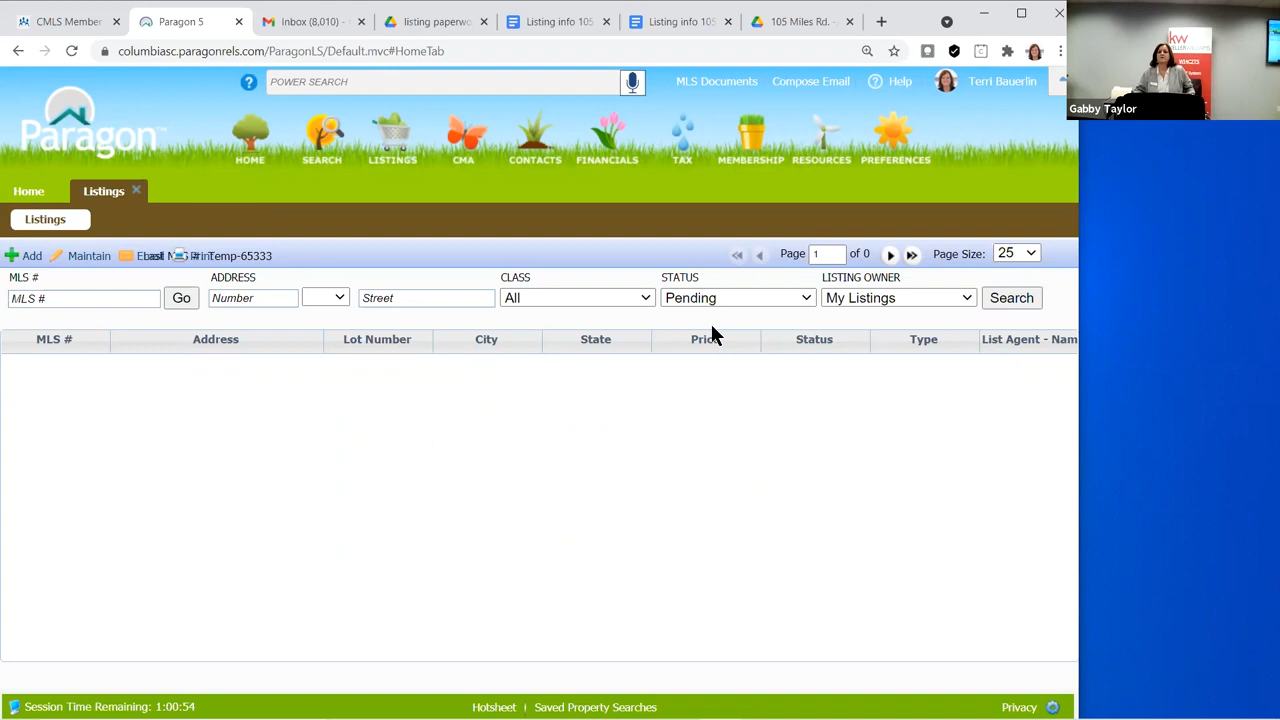 CMLS Member
Paragon 5
Inbox (8,010) -
listing paperw
Listing info 105
Listing info 105
105 Miles Rd. -
columbiasc.paragonrels.com/ParagonLS/Default.mvc#HomeTab
POWER SEARCH
MLS Documents
Compose Email
Help
Terri Bauerlin
Paragon
HOME
SEARCH
LISTINGS
CMA
CONTACTS
FINANCIALS
TAX
MEMBERSHIP
RESOURCES
PREFERENCES
Home
Listings
Listings
Add
Maintain
Temp-65333
Page
1
of 0
Page Size:
25
MLS #
ADDRESS
CLASS
STATUS
LISTING OWNER
MLS #
Go
Number
Street
All
Pending
My Listings
Search
MLS #
Address
Lot Number
City
State
Status
Type
List Agent - Nam
Session Time Remaining: 1:00:54
Hotsheet
Saved Property Searches
Privacy
kw
Gabby Taylor